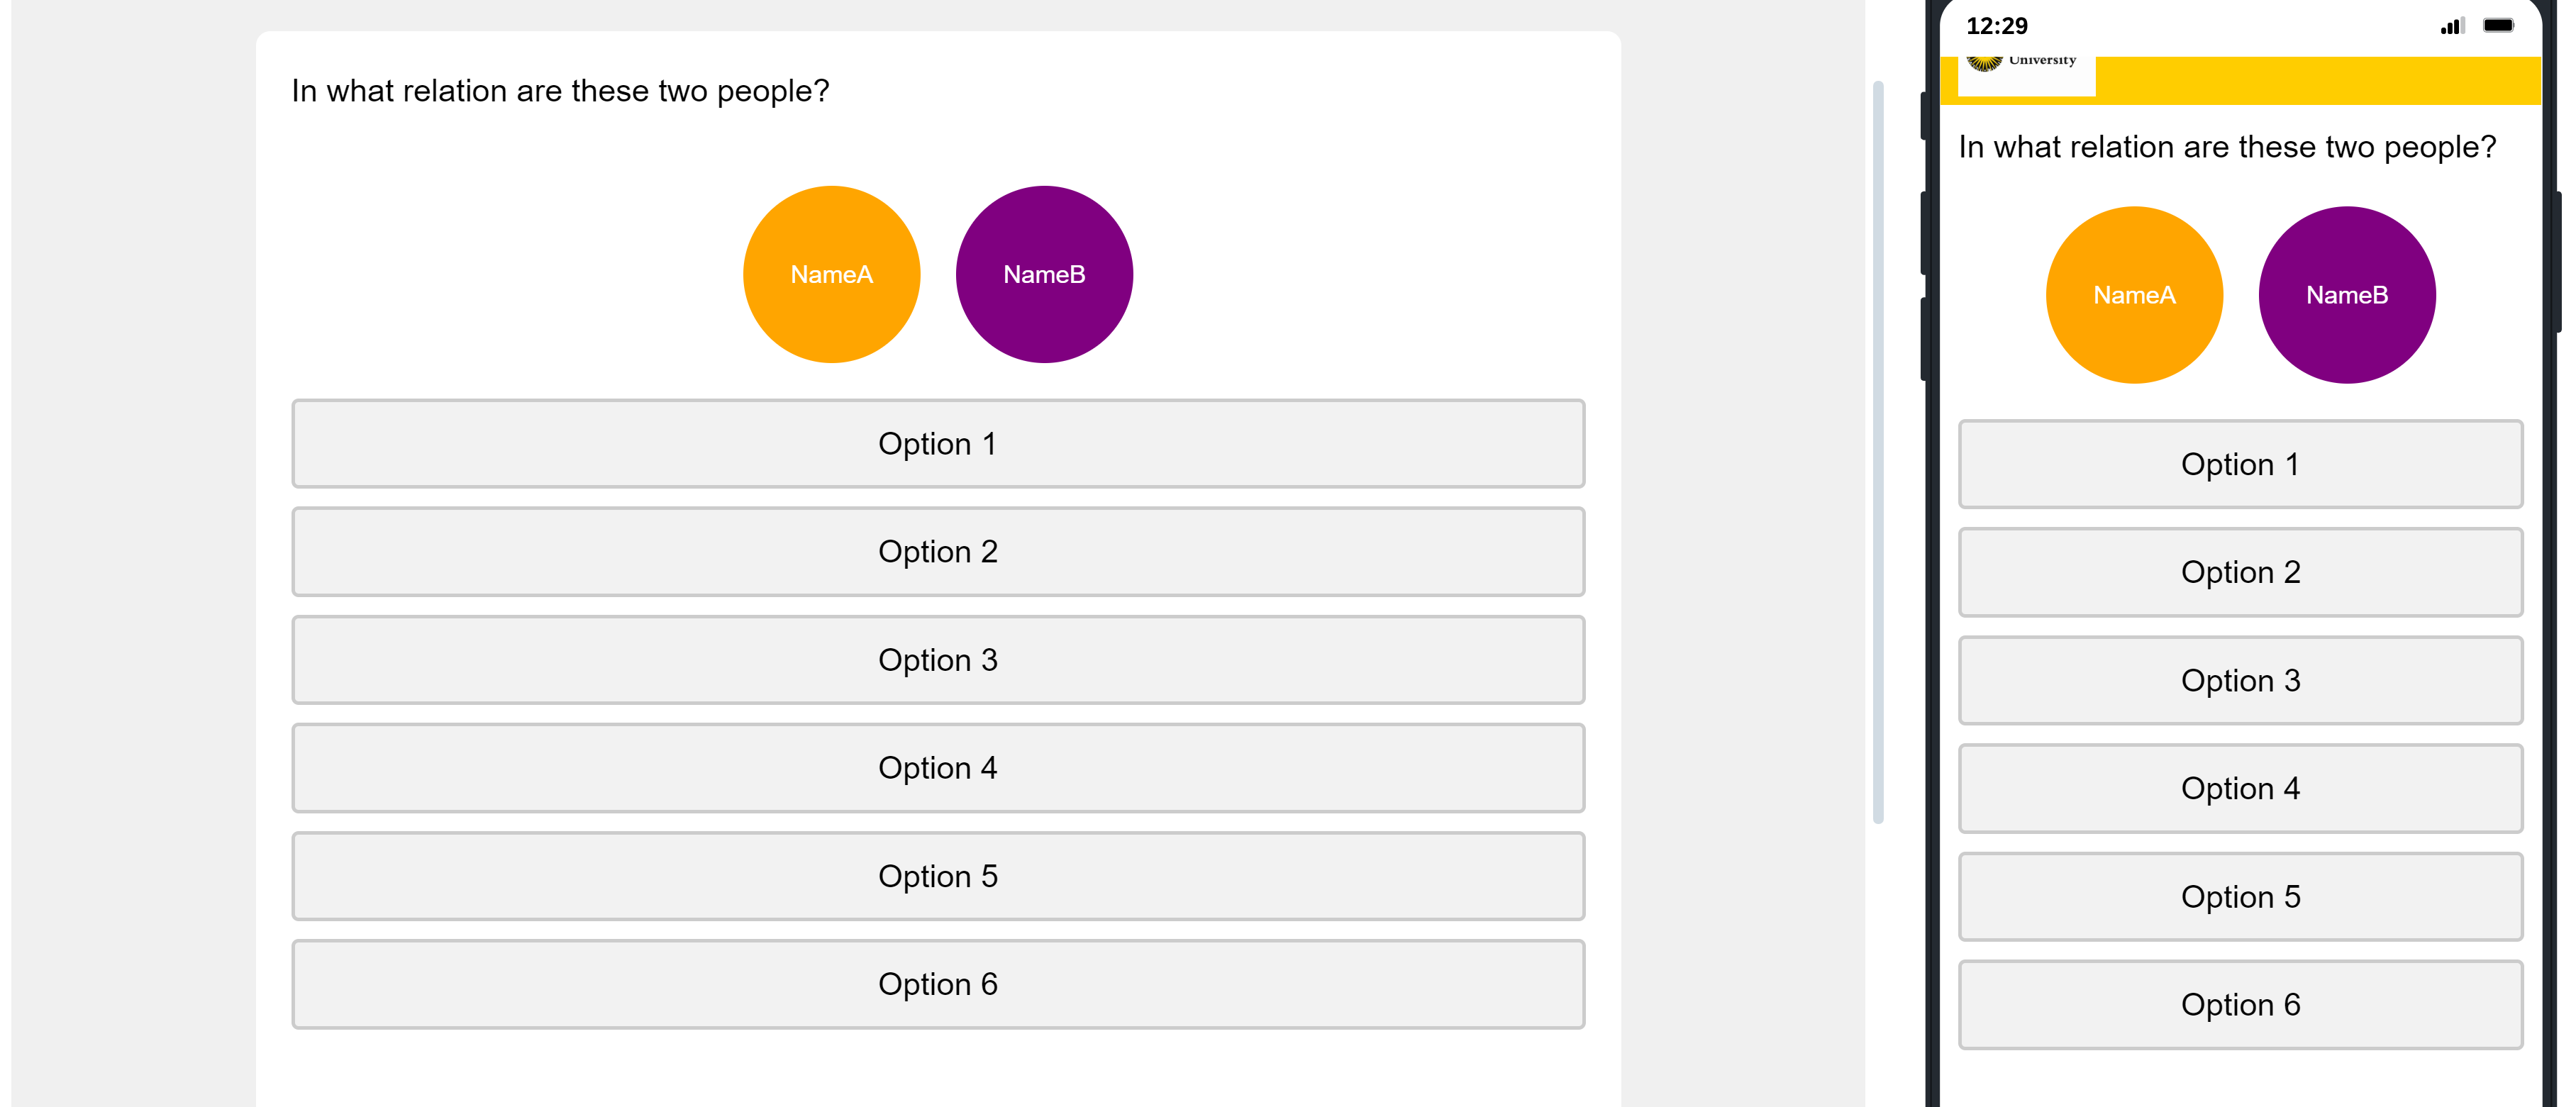 In what relation are these two people?
NameA NameB
Option 1
Option 2
Option 3
Option 4
Option 5
Option 6
12:29
University
In what relation are these two people?
NameA NameB
Option 1
Option 2
Option 3
Option 4
Option 5
Option 6